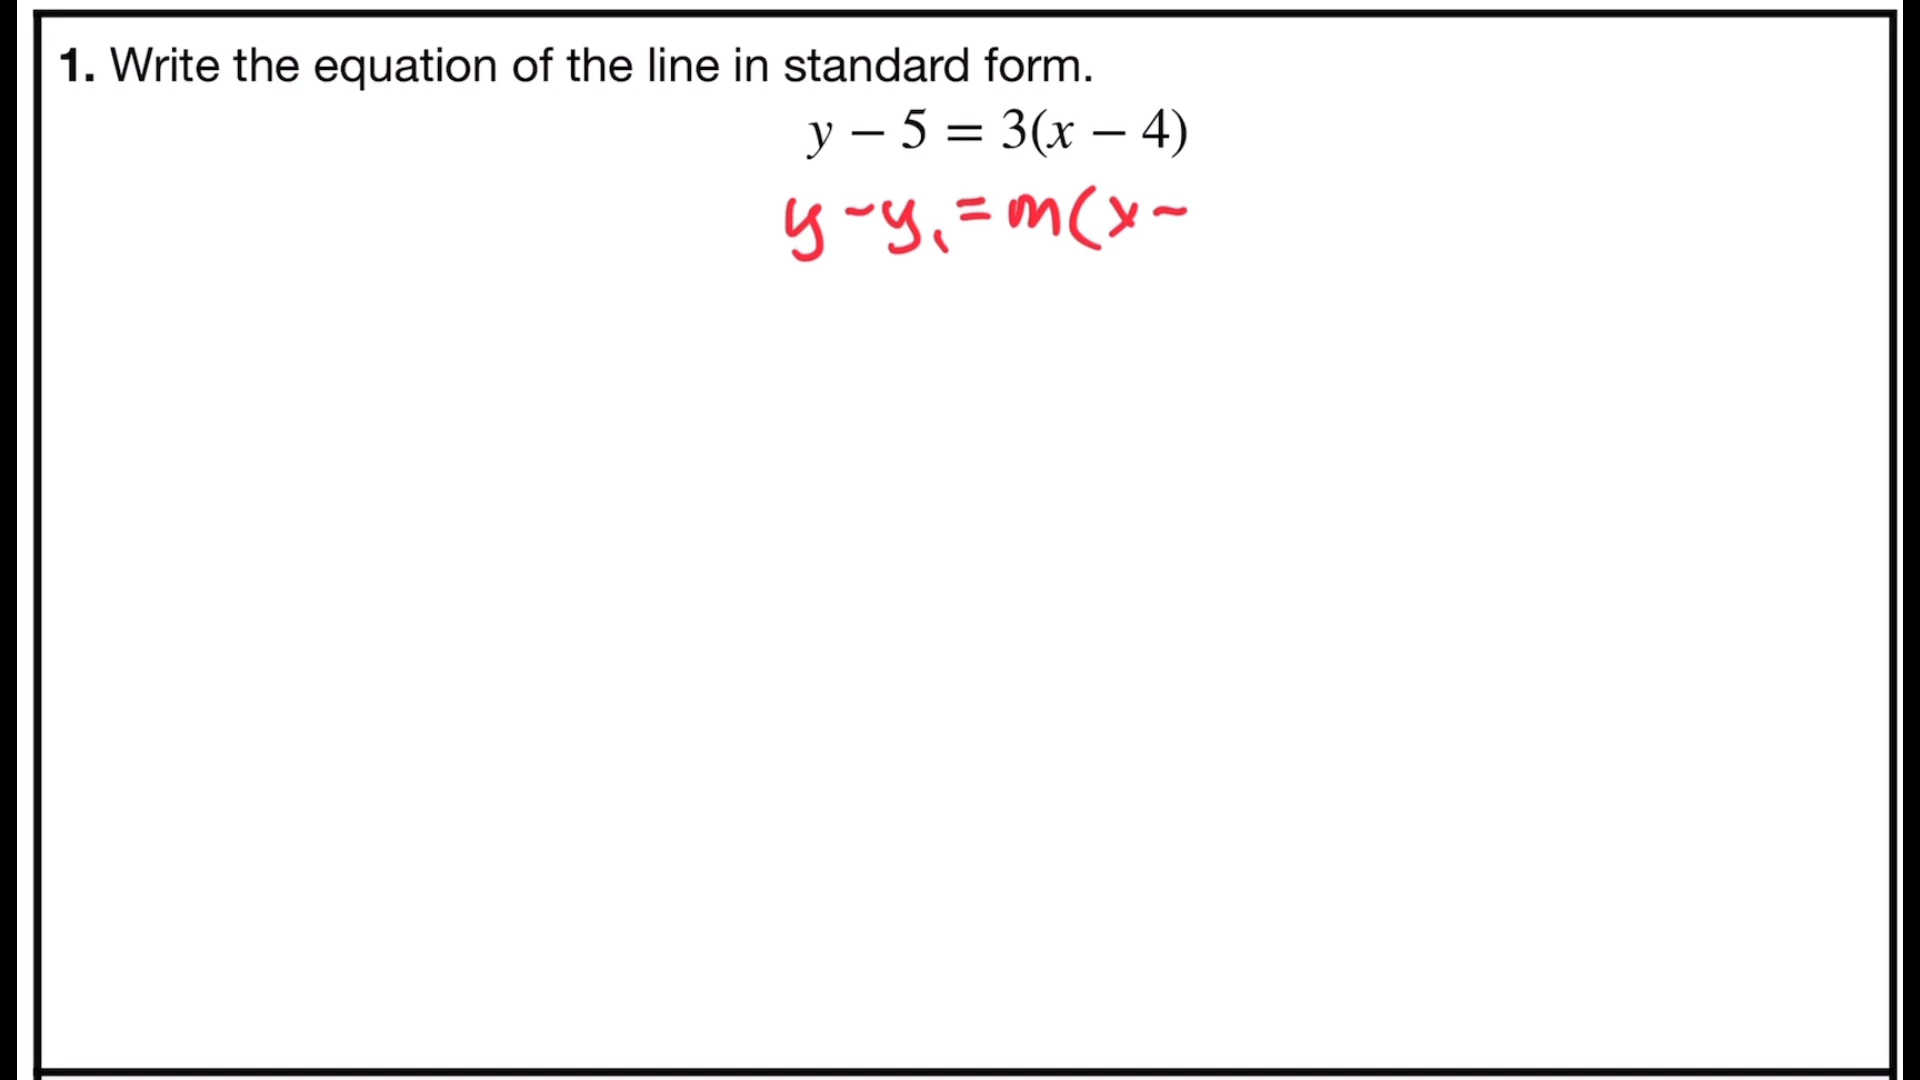 1. Write the equation of the line in standard form.
y − 5 = 3(x − 4)
y - y₁ = m(x -